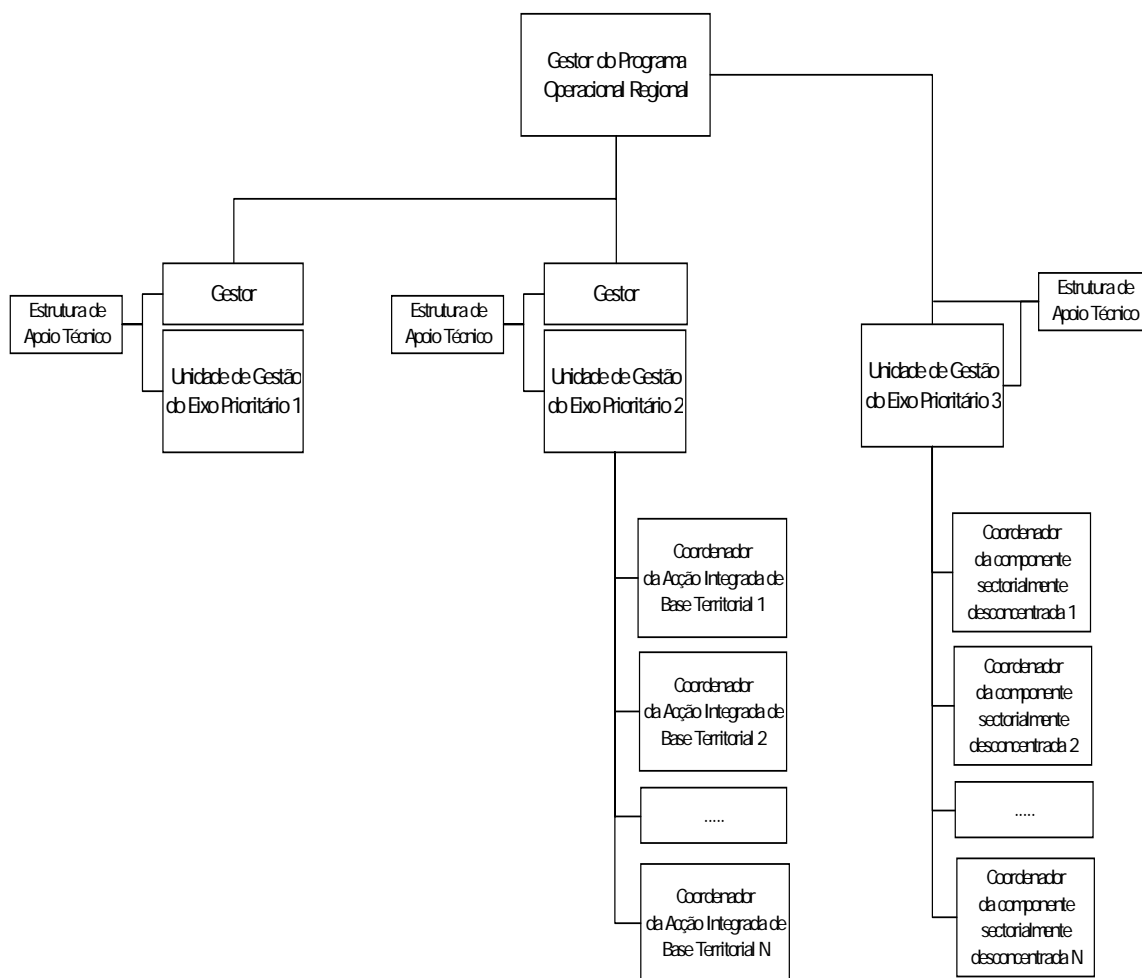 Gestor do Programa
Operacional Regional
Gestor
Estrutura de
Apoio Técnico
Unidade de Gestão
do Eixo Prioritário 1
Gestor
Estrutura de
Apoio Técnico
Unidade de Gestão
do Eixo Prioritário 2
Estrutura de
Apoio Técnico
Unidade de Gestão
do Eixo Prioritário 3
Coordenador
da Acção Integrada de
Base Territorial 1
Coordenador
da Acção Integrada de
Base Territorial 2
.....
Coordenador
da Acção Integrada de
Base Territorial N
Coordenador
da componente
sectorialmente
desconcentrada 1
Coordenador
da componente
sectorialmente
desconcentrada 2
.....
Coordenador
da componente
sectorialmente
desconcentrada N